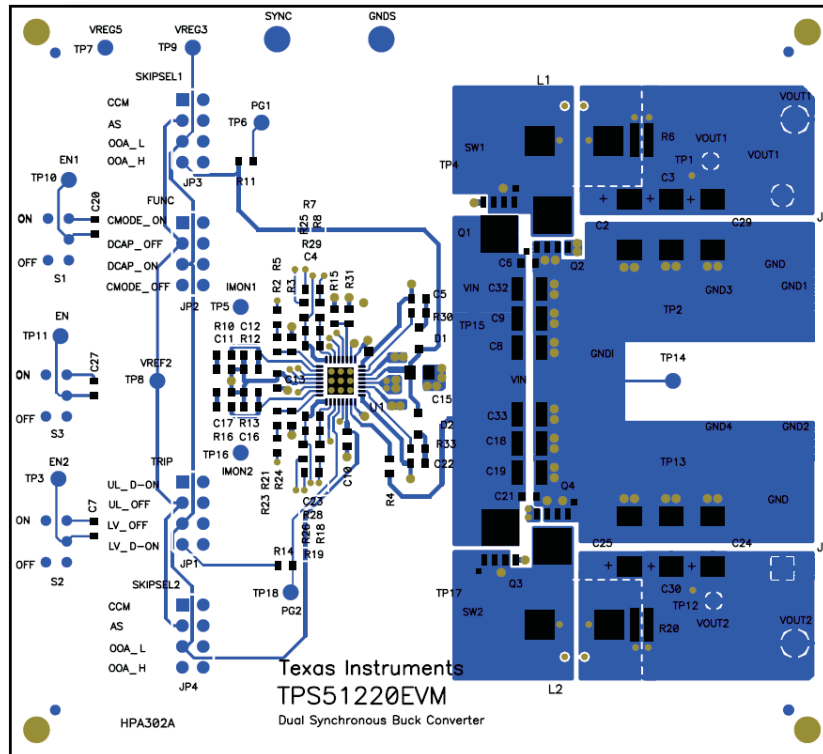 VREG5
VREG3
SYNC
GNDS
TP7
TP9
SKIPSEL1
L1
CCM
AS
OOA_L
OOA_H
JP3
PG1
TP6
R11
SW1
TP4
R6
VOUT1
VOUT1
TP1
VOUT1
C3
J
EN1
TP10
C20
ON
OFF
S1
FUNC
CMODE_ON
DCAP_OFF
DCAP_ON
CMODE_OFF
JP2
R7
R25
R8
R29
C4
R5
R2
R3
R15
R31
Q1
C6
Q2
C2
C29
GND
GND3
GND1
VIN
C32
TP2
IMON1
TP5
C5
R30
EN
TP11
C27
ON
OFF
S3
VREF2
TP8
R10
C12
C11
R12
C13
U1
D1
C15
TP15
C9
C8
VIN
GND1
TP14
C17
R13
R16
C16
TP16
IMON2
D2
R33
C22
C10
R4
C33
C18
C19
C21
GND4
GND2
TP13
GND
EN2
TP3
C7
ON
OFF
S2
TRIP
UL_D-ON
UL_OFF
LV_OFF
LV_D-ON
JP1
R21
R24
R23
C23
R28
R26
R18
R19
R14
TP18
PG2
Q4
Q3
C25
C24
J
SKIPSEL2
CCM
AS
OOA_L
OOA_H
JP4
TP17
SW2
C30
TP12
VOUT2
R20
VOUT2
L2
Texas Instruments
TPS51220EVM
Dual Synchronous Buck Converter
HPA302A